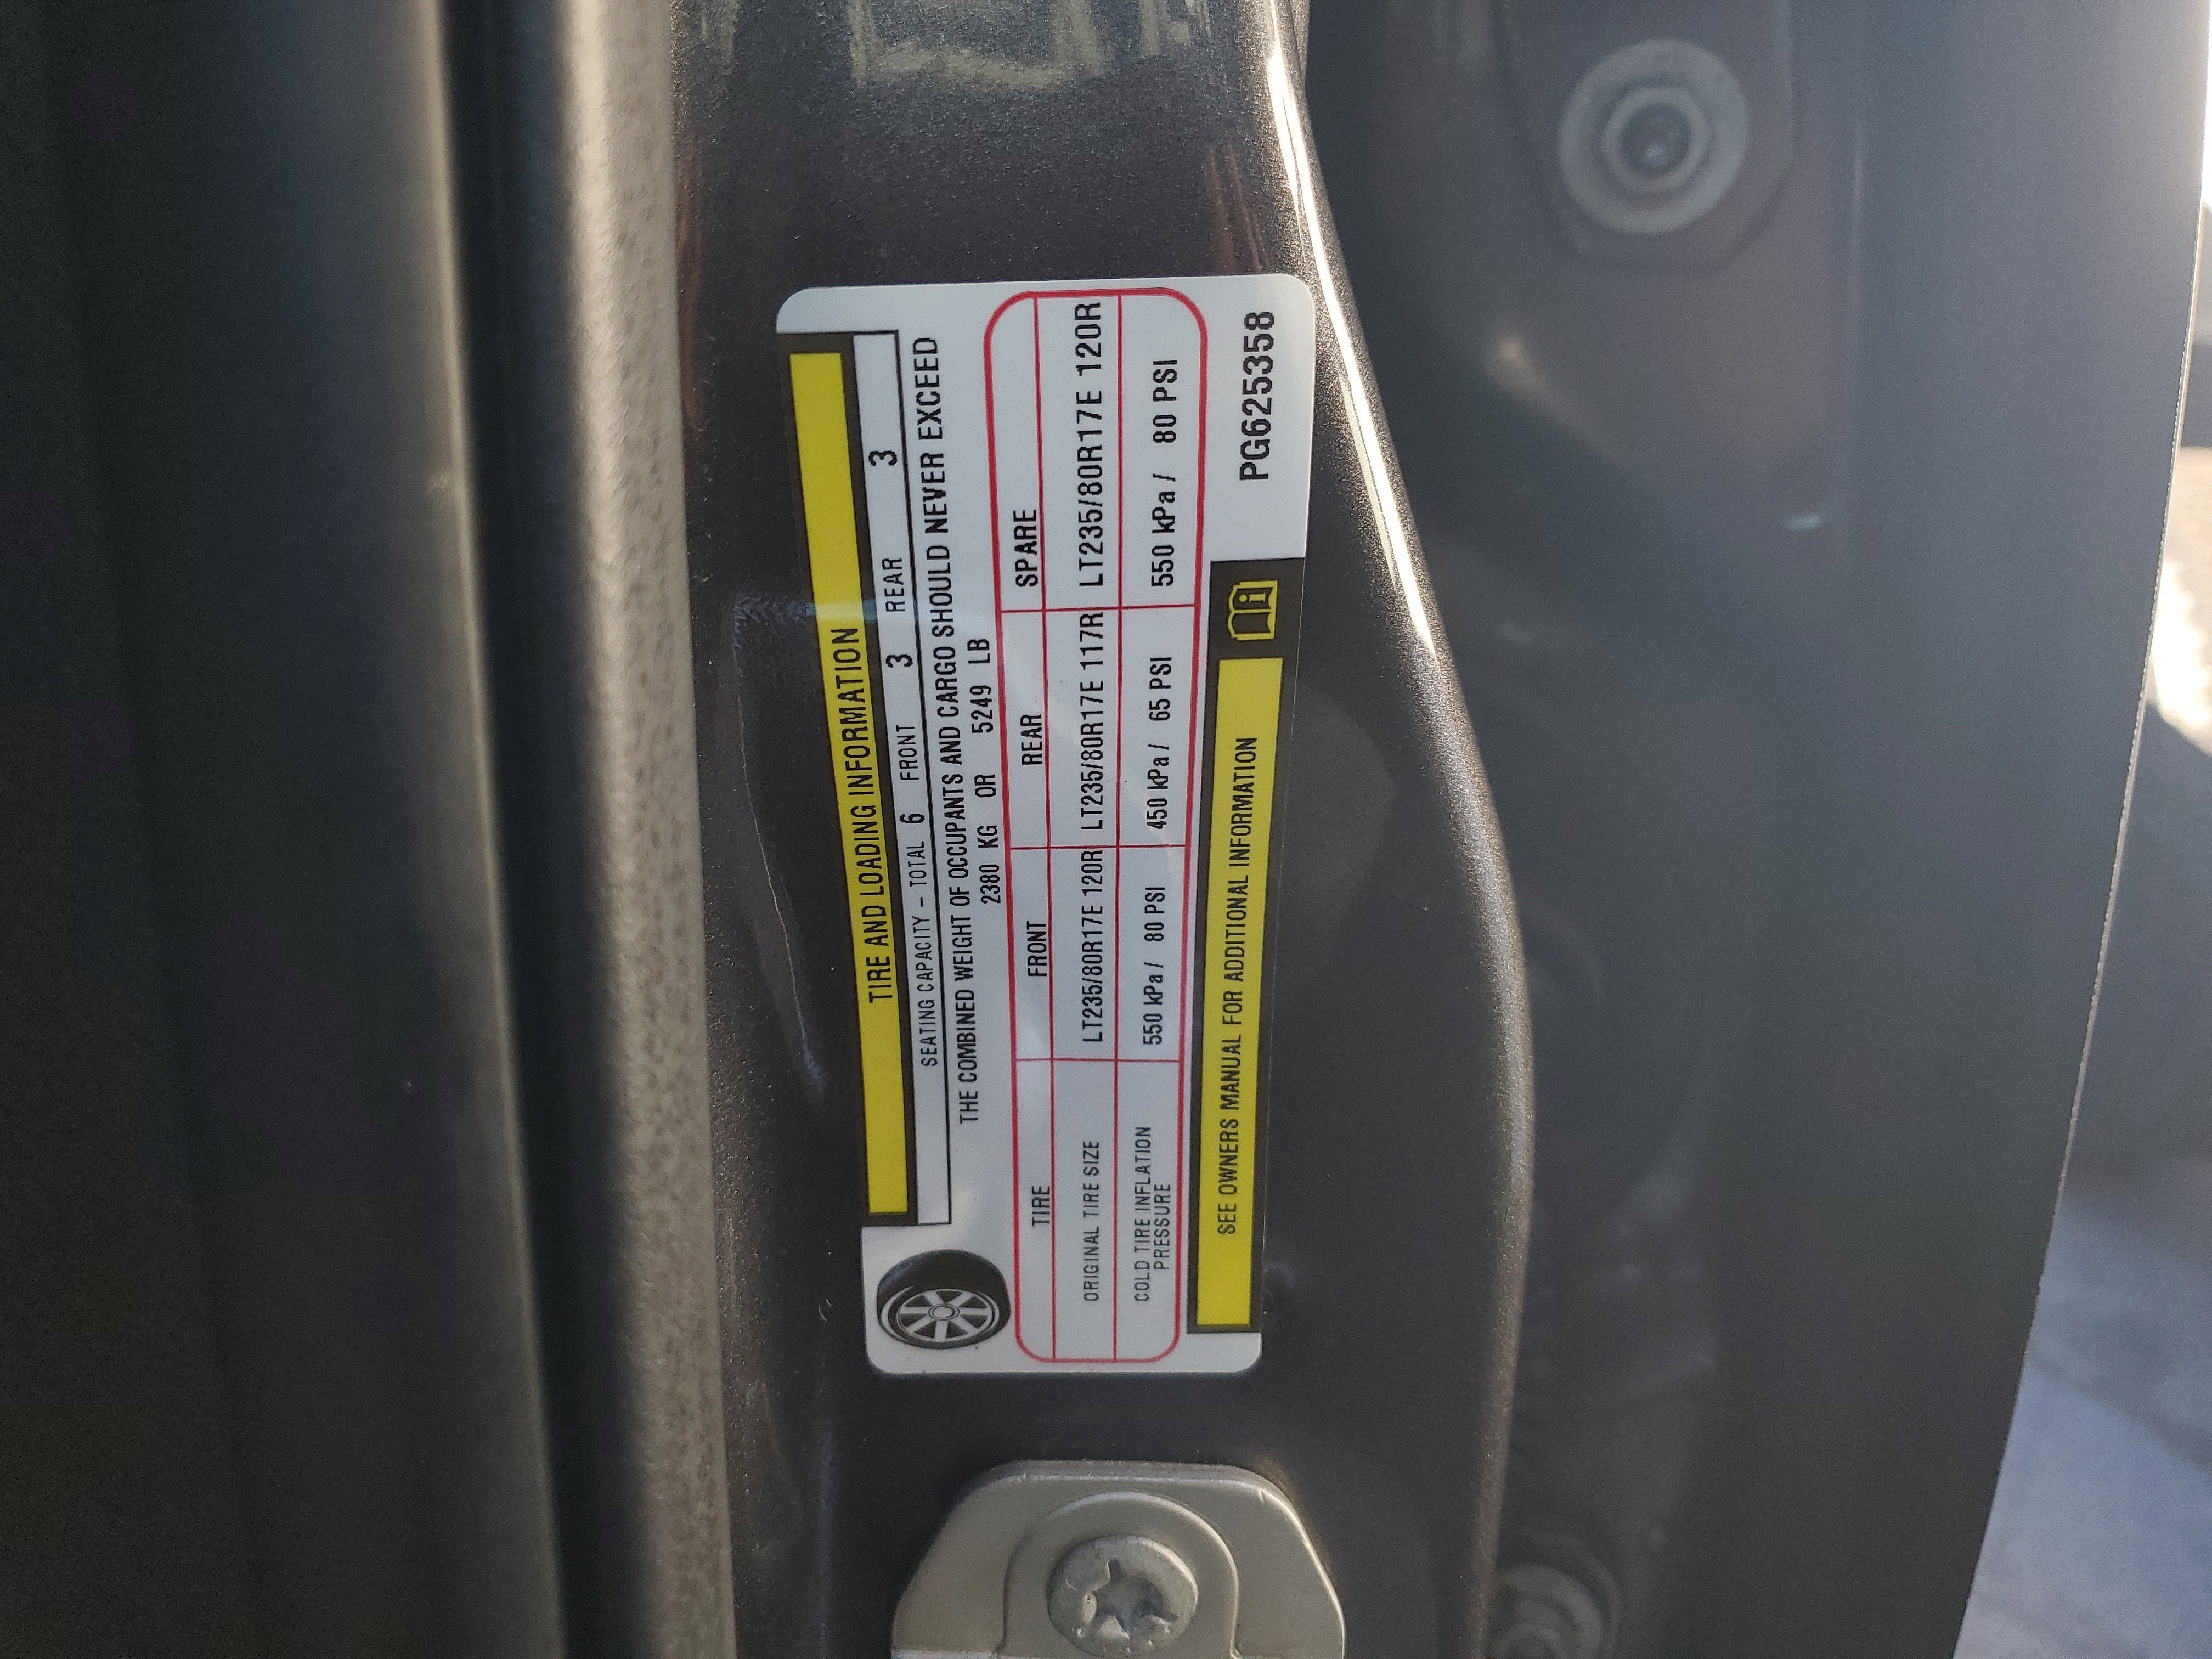 TIRE AND LOADING INFORMATION
SEATING CAPACITY - TOTAL 6 FRONT 3 REAR 3
THE COMBINED WEIGHT OF OCCUPANTS AND CARGO SHOULD NEVER EXCEED
2380 KG OR 5249 LB
TIRE FRONT REAR SPARE
ORIGINAL TIRE SIZE LT235/80R17E 120R LT235/80R17E 117R LT235/80R17E 120R
COLD TIRE INFLATION PRESSURE 550 kPa / 80 PSI 450 kPa / 65 PSI 550 kPa / 80 PSI
SEE OWNERS MANUAL FOR ADDITIONAL INFORMATION
PG625358